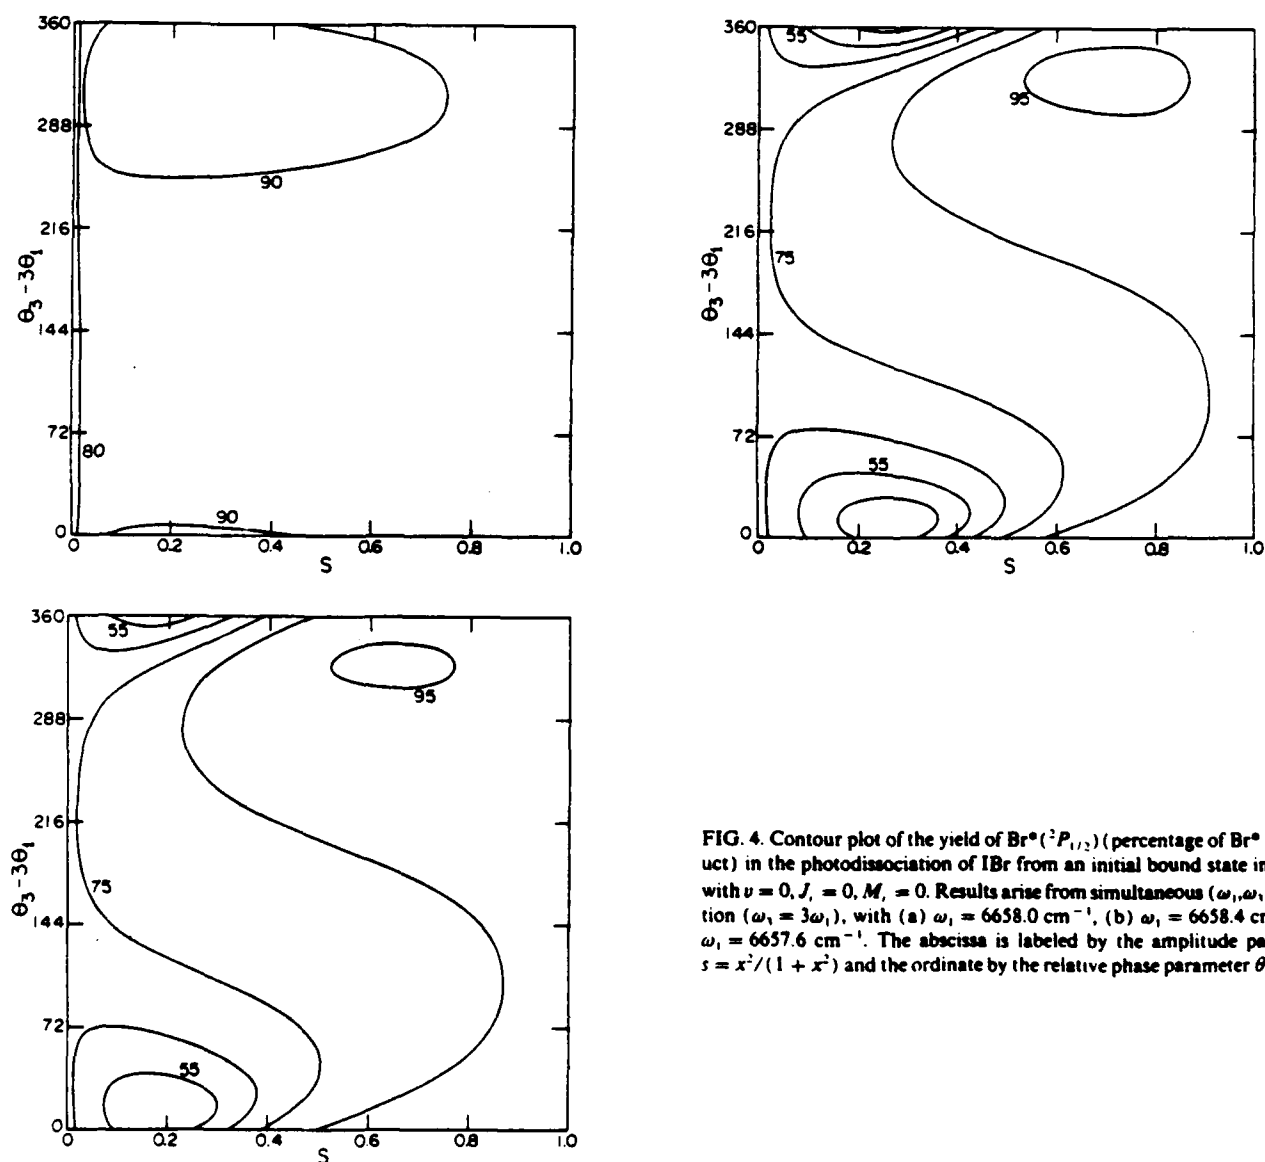 360
288
216
144
72
0
θ₃ - 3θ₁
90
80
90
0 0.2 0.4 0.6 0.8 1.0
S
360
288
216
144
72
0
θ₃ - 3θ₁
55
95
75
55
0 0.2 0.4 0.6 0.8 1.0
S
360
288
216
144
72
0
θ₃ - 3θ₁
55
95
75
55
0 0.2 0.4 0.6 0.8 1.0
S
FIG. 4. Contour plot of the yield of Br*(²P₁/₂) (percentage of Br*
uct) in the photodissociation of IBr from an initial bound state in
with v = 0, Jᵢ = 0, Mᵢ = 0. Results arise from simultaneous (ω₁,ω₁
tion (ω₃ = 3ω₁), with (a) ω₁ = 6658.0 cm⁻¹, (b) ω₁ = 6658.4 cm
ω₁ = 6657.6 cm⁻¹. The abscissa is labeled by the amplitude pa
s = x²/(1 + x²) and the ordinate by the relative phase parameter θ